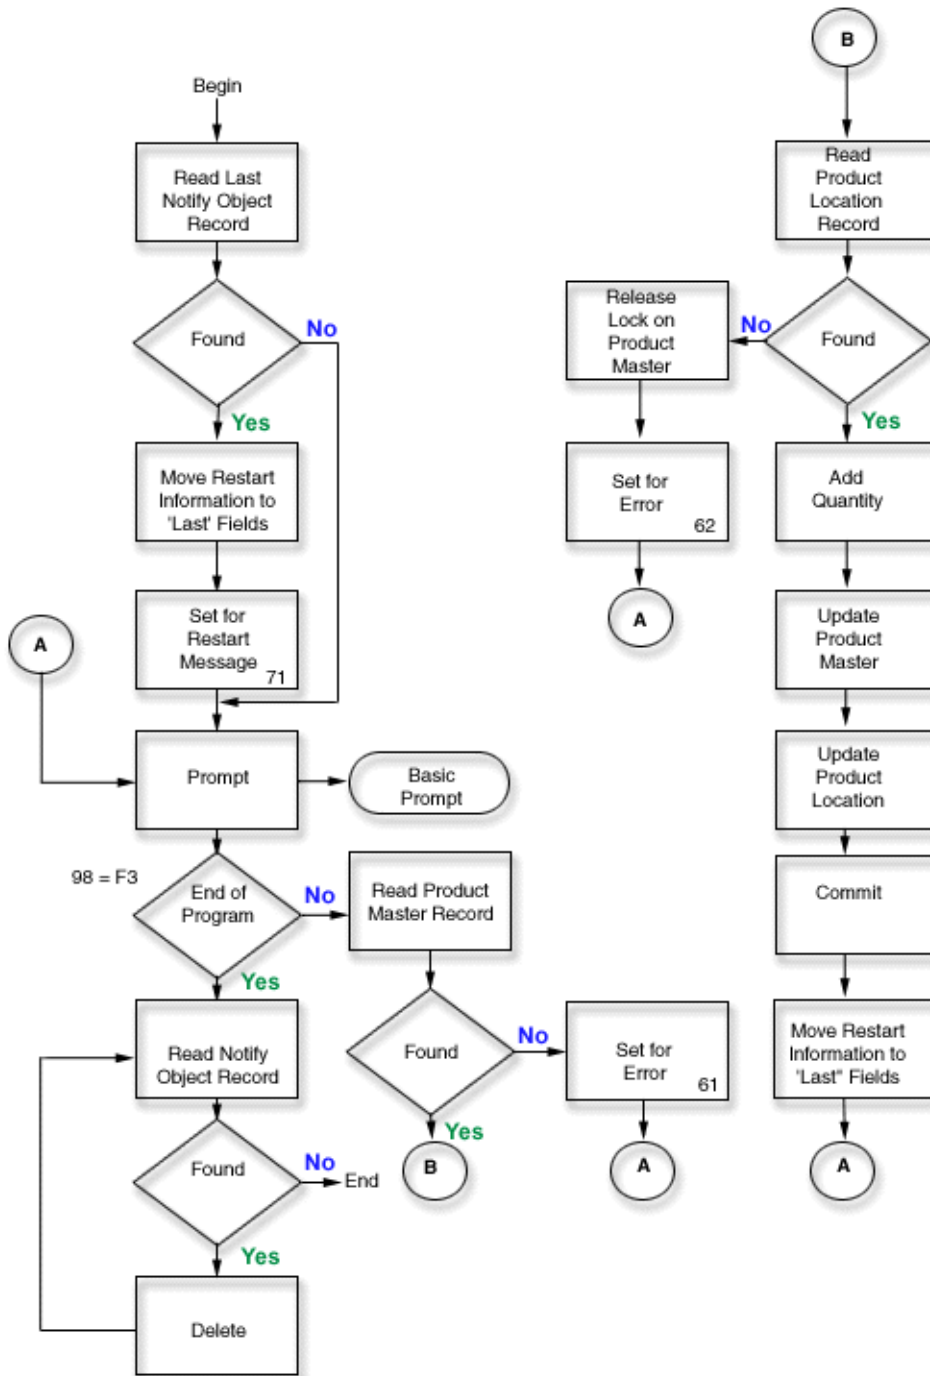 Begin
Read Last
Notify Object
Record
Found
No
Yes
Move Restart
Information to
'Last' Fields
Set for
Restart
Message
71
A
Prompt
Basic
Prompt
98 = F3
End of
Program
No
Read Product
Master Record
Yes
Read Notify
Object Record
Found
No
Set for
Error
61
Yes
B
A
Found
No
End
Yes
Delete
B
Read
Product
Location
Record
Found
No
Release
Lock on
Product
Master
Yes
Set for
Error
62
A
Add
Quantity
Update
Product
Master
Update
Product
Location
Commit
Move Restart
Information to
'Last" Fields
A